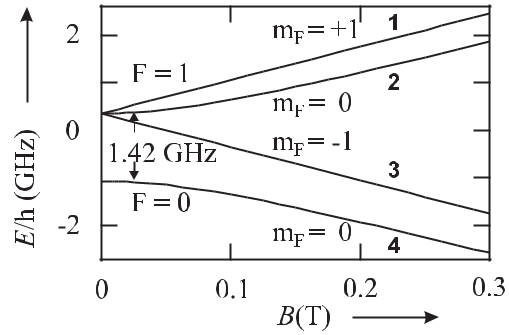 2
0
-2
E/h (GHz)
m_F = +1
1
F = 1
2
m_F = 0
1.42 GHz
m_F = -1
3
F = 0
m_F = 0
4
0
0.1
0.2
0.3
B(T)